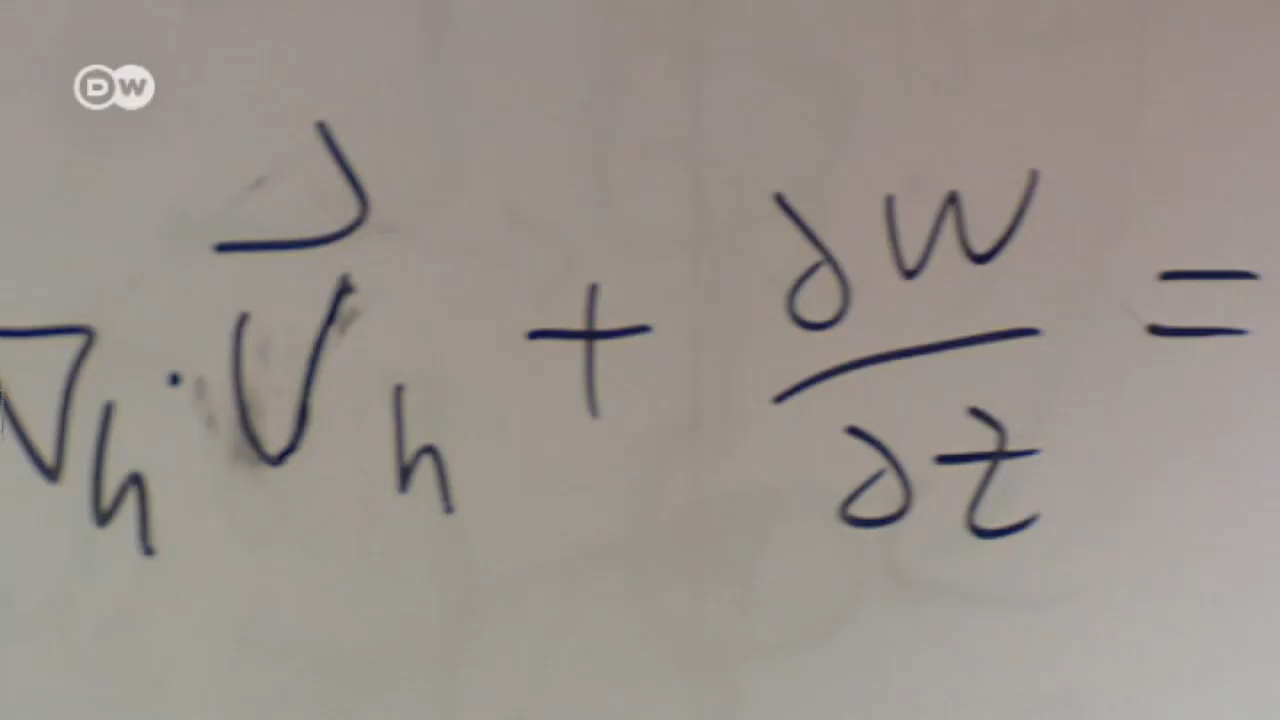 DW
∇ₕ · V⃗ₕ + ∂w/∂z =